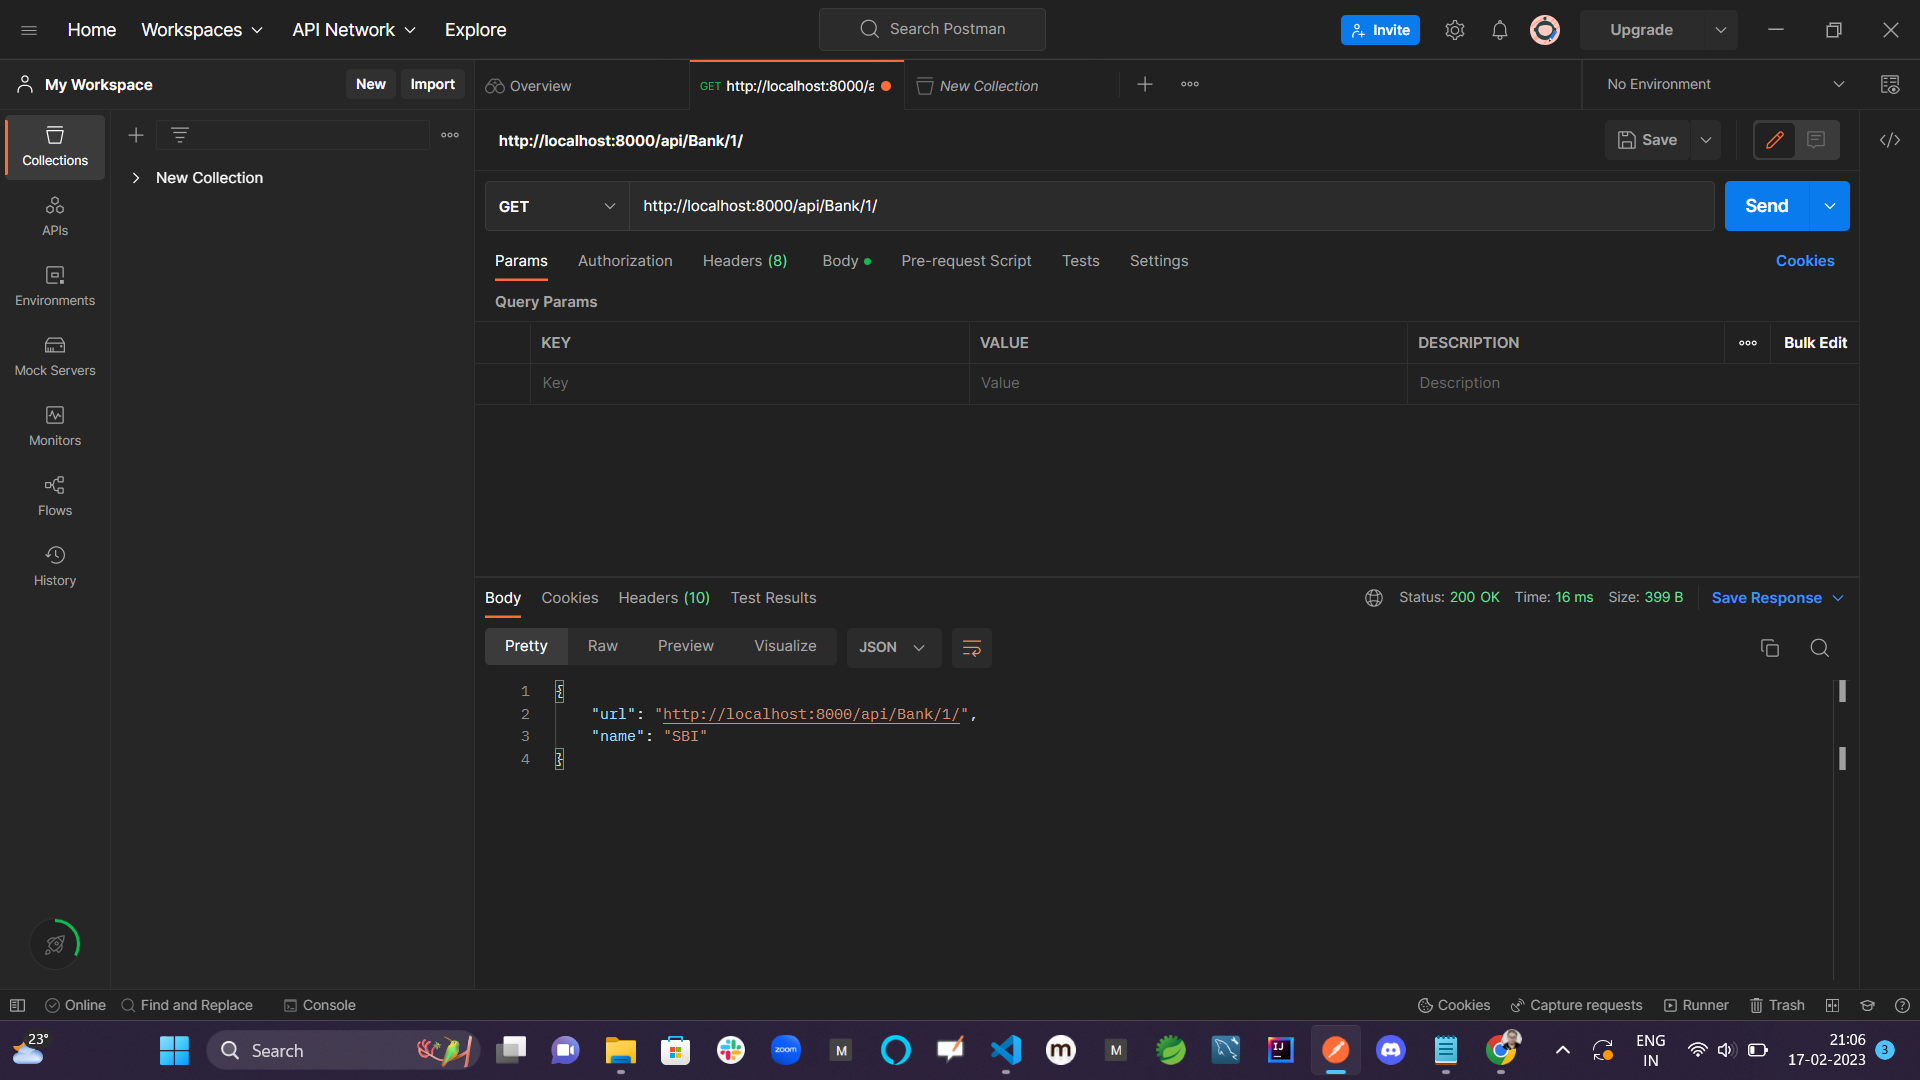 Home Workspaces API Network Explore Search Postman Invite Upgrade
My Workspace New Import Overview GET http://localhost:8000/a New Collection No Environment
Collections
New Collection
APIs
Environments
Mock Servers
Monitors
Flows
History
http://localhost:8000/api/Bank/1/ Save
GET http://localhost:8000/api/Bank/1/ Send
Params Authorization Headers (8) Body Pre-request Script Tests Settings Cookies
Query Params
KEY VALUE DESCRIPTION Bulk Edit
Key Value Description
Body Cookies Headers (10) Test Results Status: 200 OK Time: 16 ms Size: 399 B Save Response
Pretty Raw Preview Visualize JSON
1 {
2 "url": "http://localhost:8000/api/Bank/1/",
3 "name": "SBI"
4 }
Online Find and Replace Console Cookies Capture requests Runner Trash
23° Search zoom M m M IJ ENG 21:06
IN 17-02-2023 3